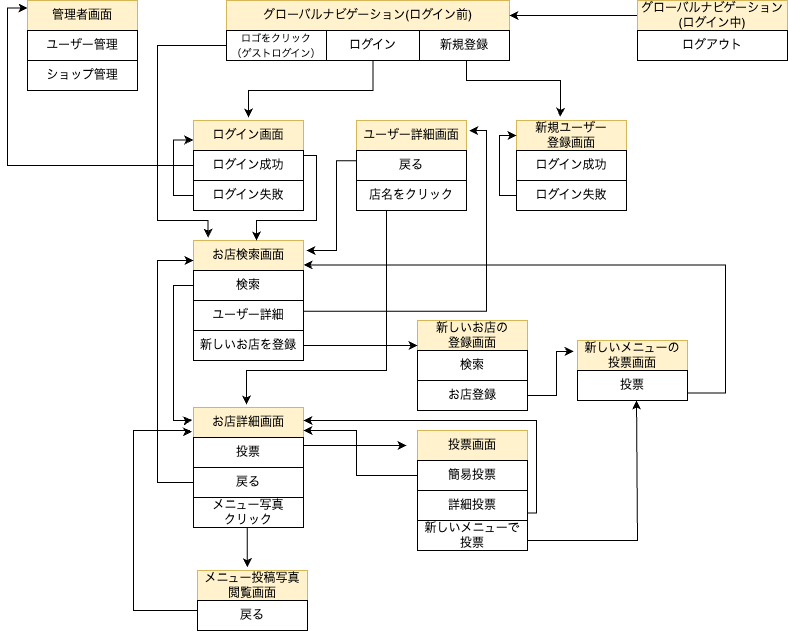 管理者画面
ユーザー管理
ショップ管理
グローバルナビゲーション(ログイン前)
ロゴをクリック
(ゲストログイン)
ログイン
新規登録
グローバルナビゲーション
(ログイン中)
ログアウト
ログイン画面
ログイン成功
ログイン失敗
ユーザー詳細画面
戻る
店名をクリック
新規ユーザー
登録画面
ログイン成功
ログイン失敗
お店検索画面
検索
ユーザー詳細
新しいお店を登録
新しいお店の
登録画面
検索
お店登録
新しいメニューの
投票画面
投票
お店詳細画面
投票
戻る
メニュー写真
クリック
投票画面
簡易投票
詳細投票
新しいメニューで
投票
メニュー投稿写真
閲覧画面
戻る